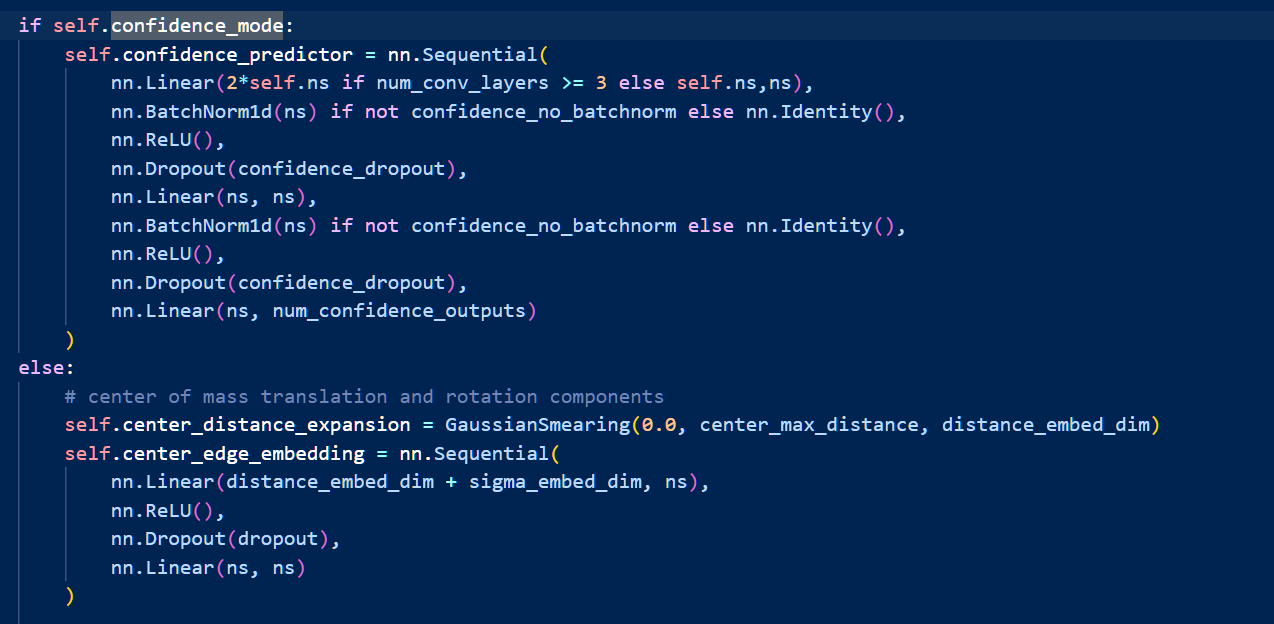 if self.confidence_mode:
    self.confidence_predictor = nn.Sequential(
        nn.Linear(2*self.ns if num_conv_layers >= 3 else self.ns,ns),
        nn.BatchNorm1d(ns) if not confidence_no_batchnorm else nn.Identity(),
        nn.ReLU(),
        nn.Dropout(confidence_dropout),
        nn.Linear(ns, ns),
        nn.BatchNorm1d(ns) if not confidence_no_batchnorm else nn.Identity(),
        nn.ReLU(),
        nn.Dropout(confidence_dropout),
        nn.Linear(ns, num_confidence_outputs)
    )
else:
    # center of mass translation and rotation components
    self.center_distance_expansion = GaussianSmearing(0.0, center_max_distance, distance_embed_dim)
    self.center_edge_embedding = nn.Sequential(
        nn.Linear(distance_embed_dim + sigma_embed_dim, ns),
        nn.ReLU(),
        nn.Dropout(dropout),
        nn.Linear(ns, ns)
    )